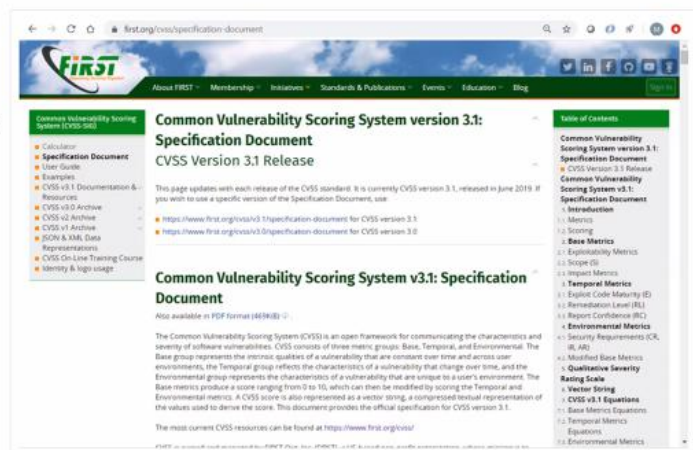 first.org/cvss/specification-document
FIRST
About FIRST
Membership
Initiatives
Standards & Publications
Events
Education
Blog
Sign in
Common Vulnerability Scoring
System (CVSS-SIG)
Calculator
Specification Document
User Guide
Examples
CVSS v3.1 Documentation &
Resources
CVSS v3.0 Archive
CVSS v2 Archive
CVSS v1 Archive
JSON & XML Data
Representations
CVSS On-Line Training Course
Identity & logo usage
Common Vulnerability Scoring System version 3.1:
Specification Document
CVSS Version 3.1 Release
This page updates with each release of the CVSS standard. It is currently CVSS version 3.1, released in June 2019. If
you wish to use a specific version of the Specification Document, use:
https://www.first.org/cvss/v3.1/specification-document for CVSS version 3.1
https://www.first.org/cvss/v3.0/specification-document for CVSS version 3.0
Common Vulnerability Scoring System v3.1: Specification
Document
Also available in PDF format (469KiB)
The Common Vulnerability Scoring System (CVSS) is an open framework for communicating the characteristics and
severity of software vulnerabilities. CVSS consists of three metric groups: Base, Temporal, and Environmental. The
Base group represents the intrinsic qualities of a vulnerability that are constant over time and across user
environments, the Temporal group reflects the characteristics of a vulnerability that change over time, and the
Environmental group represents the characteristics of a vulnerability that are unique to a user's environment. The
Base metrics produce a score ranging from 0 to 10, which can then be modified by scoring the Temporal and
Environmental metrics. A CVSS score is also represented as a vector string, a compressed textual representation of
the values used to derive the score. This document provides the official specification for CVSS version 3.1.
The most current CVSS resources can be found at https://www.first.org/cvss/
Table of Contents
Common Vulnerability
Scoring System version 3.1:
Specification Document
CVSS Version 3.1 Release
Common Vulnerability
Scoring System v3.1:
Specification Document
1. Introduction
1.1. Metrics
1.2. Scoring
2. Base Metrics
2.1. Exploitability Metrics
2.2. Scope (S)
2.3. Impact Metrics
3. Temporal Metrics
3.1. Exploit Code Maturity (E)
3.2. Remediation Level (RL)
3.3. Report Confidence (RC)
4. Environmental Metrics
4.1. Security Requirements (CR,
IR, AR)
4.2. Modified Base Metrics
5. Qualitative Severity
Rating Scale
6. Vector String
7. CVSS v3.1 Equations
7.1. Base Metrics Equations
7.2. Temporal Metrics
Equations
7.3. Environmental Metrics